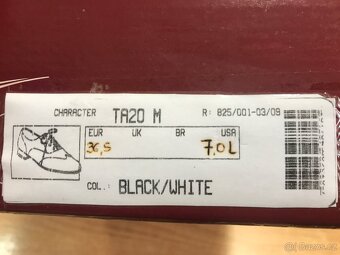 CHARACTER TA20 M R: 825/001-03/09
EUR UK BR USA
36,5 7,0L
COL.: BLACK/WHITE